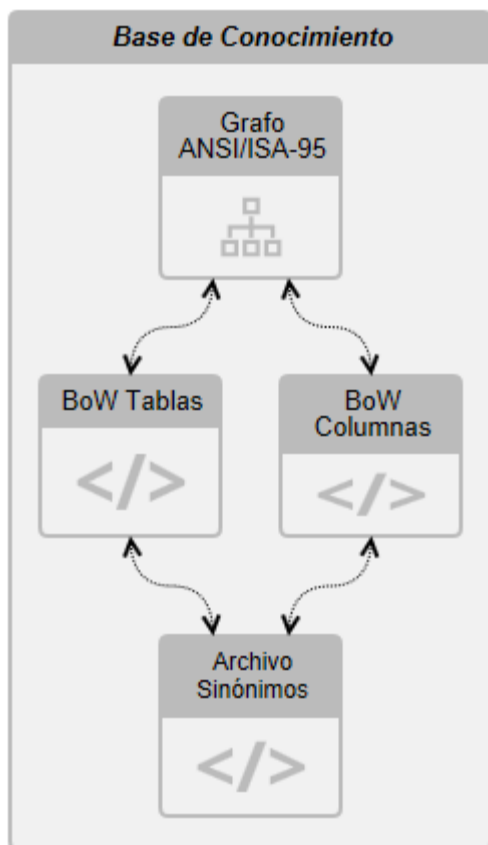 Base de Conocimiento
Grafo
ANSI/ISA-95
BoW Tablas
</>
BoW
Columnas
</>
Archivo
Sinónimos
</>